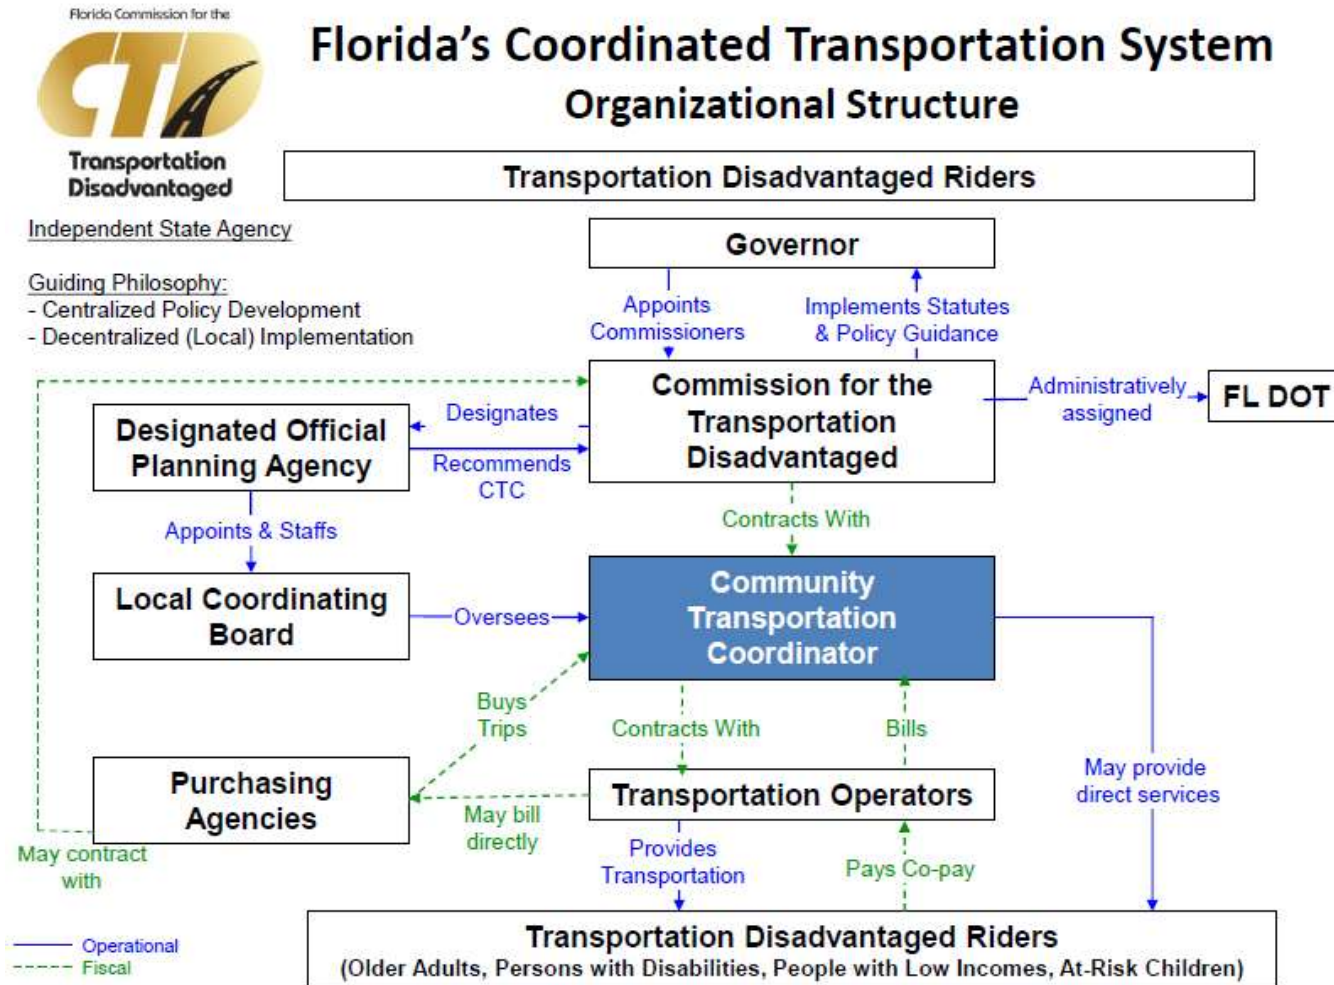 Florida Commission for the
CTD
Transportation
Disadvantaged
Florida's Coordinated Transportation System
Organizational Structure
Transportation Disadvantaged Riders
Independent State Agency
Guiding Philosophy:
- Centralized Policy Development
- Decentralized (Local) Implementation
Governor
Appoints
Commissioners
Implements Statutes
& Policy Guidance
Commission for the
Transportation
Disadvantaged
Administratively
assigned
FL DOT
Designates
Designated Official
Planning Agency
Recommends
CTC
Contracts With
Appoints & Staffs
Local Coordinating
Board
Oversees
Community
Transportation
Coordinator
Buys
Trips
Contracts With
Bills
May provide
direct services
Purchasing
Agencies
Transportation Operators
May bill
directly
May contract
with
Provides
Transportation
Pays Co-pay
Transportation Disadvantaged Riders
(Older Adults, Persons with Disabilities, People with Low Incomes, At-Risk Children)
Operational
Fiscal